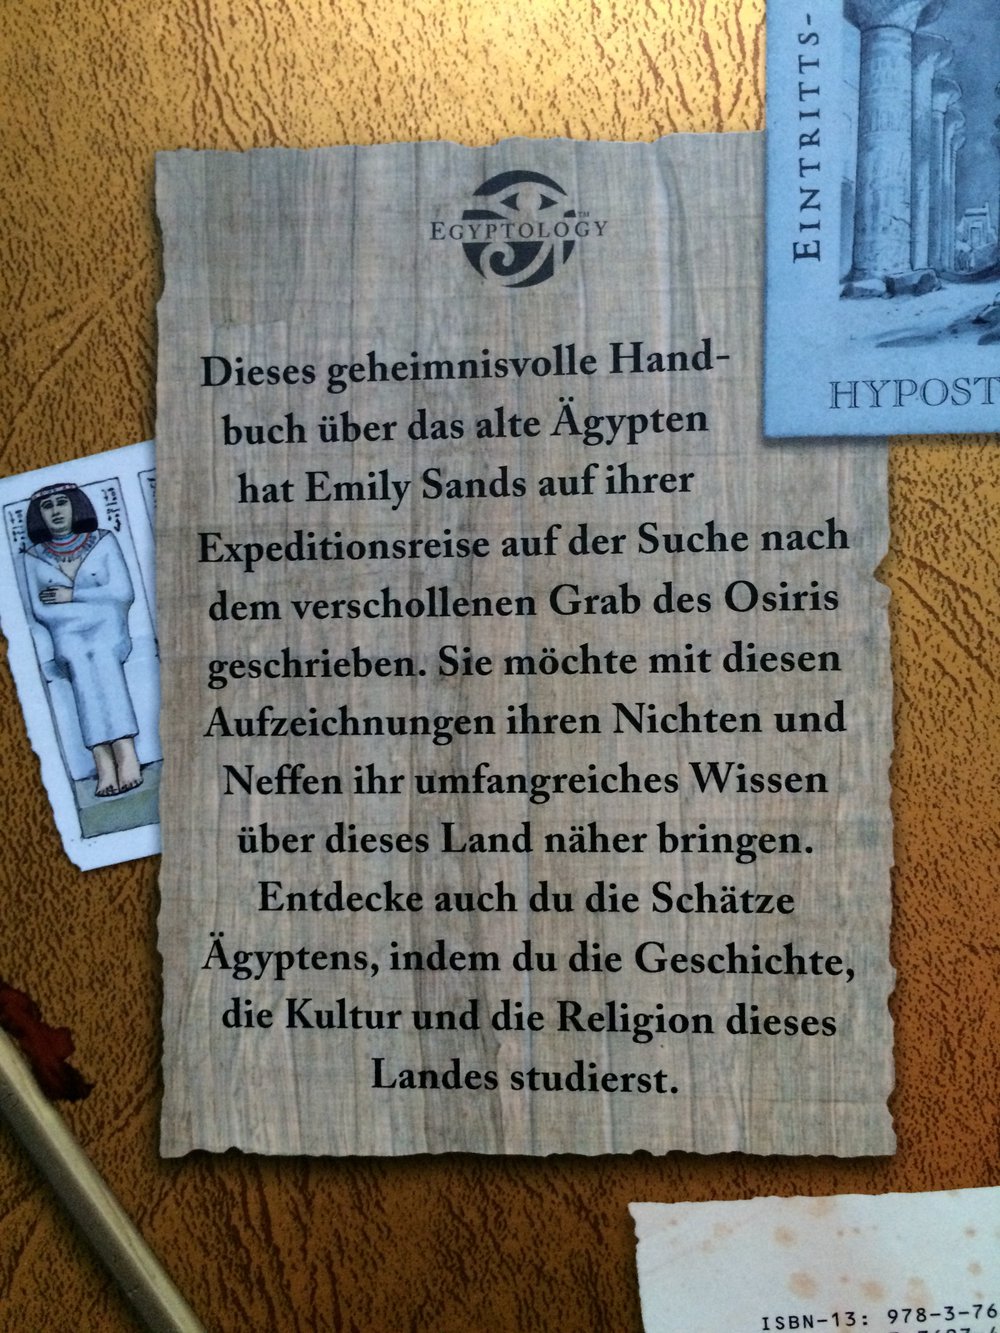 EINTRITTS-
HYPOST
EGYPTOLOGY™
Dieses geheimnisvolle Hand-
buch über das alte Ägypten
hat Emily Sands auf ihrer
Expeditionsreise auf der Suche nach
dem verschollenen Grab des Osiris
geschrieben. Sie möchte mit diesen
Aufzeichnungen ihren Nichten und
Neffen ihr umfangreiches Wissen
über dieses Land näher bringen.
Entdecke auch du die Schätze
Ägyptens, indem du die Geschichte,
die Kultur und die Religion dieses
Landes studierst.
ISBN-13: 978-3-76